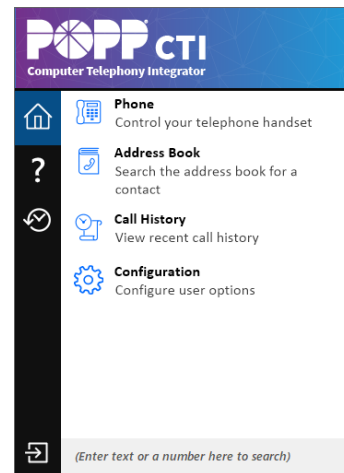 POPP CTI
Computer Telephony Integrator
Phone
Control your telephone handset
Address Book
Search the address book for a
contact
?
Call History
View recent call history
Configuration
Configure user options
(Enter text or a number here to search)